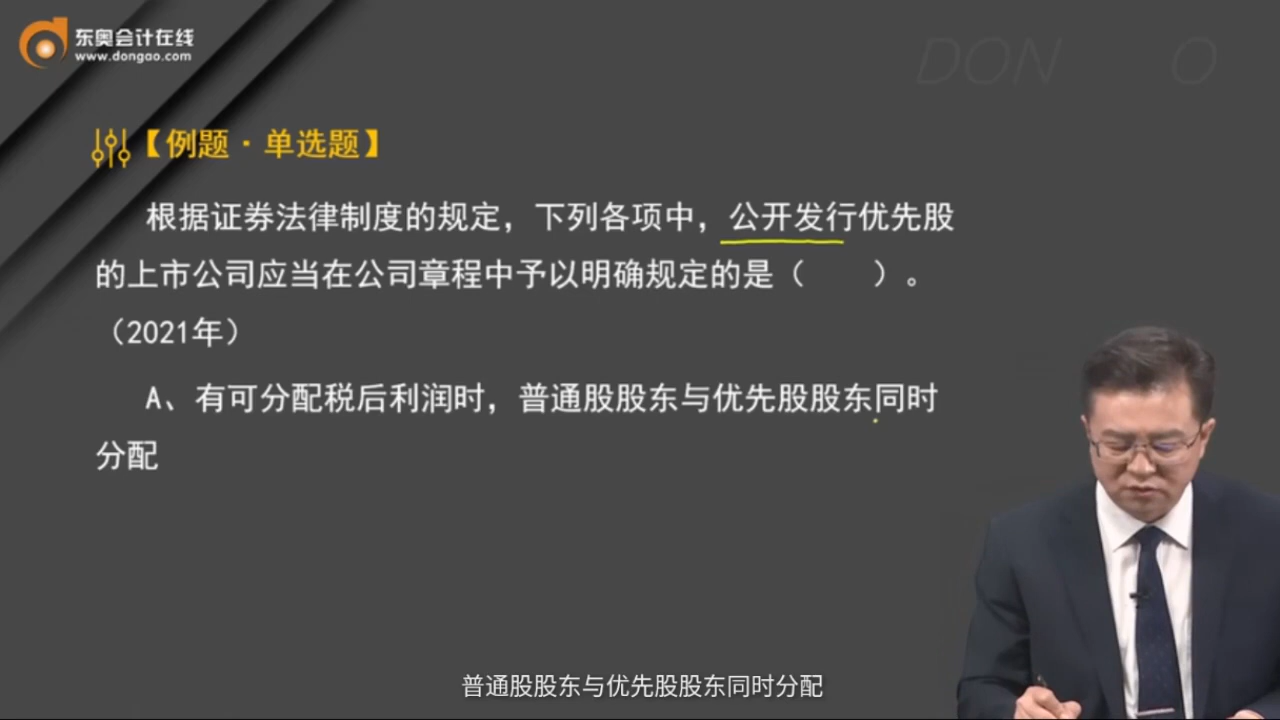 东奥会计在线
www.dongao.com
DON O
【例题·单选题】
根据证券法律制度的规定，下列各项中，公开发行优先股
的上市公司应当在公司章程中予以明确规定的是（ ）。
（2021年）
A、有可分配税后利润时，普通股股东与优先股股东同时
分配
普通股股东与优先股股东同时分配